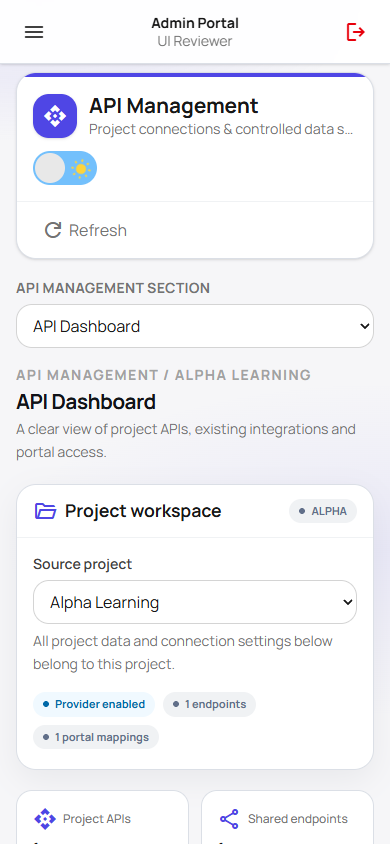 Admin Portal
UI Reviewer
API Management
Project connections & controlled data s...
Refresh
API MANAGEMENT SECTION
API Dashboard
API MANAGEMENT / ALPHA LEARNING
API Dashboard
A clear view of project APIs, existing integrations and
portal access.
Project workspace
ALPHA
Source project
Alpha Learning
All project data and connection settings below
belong to this project.
Provider enabled
1 endpoints
1 portal mappings
Project APIs
Shared endpoints